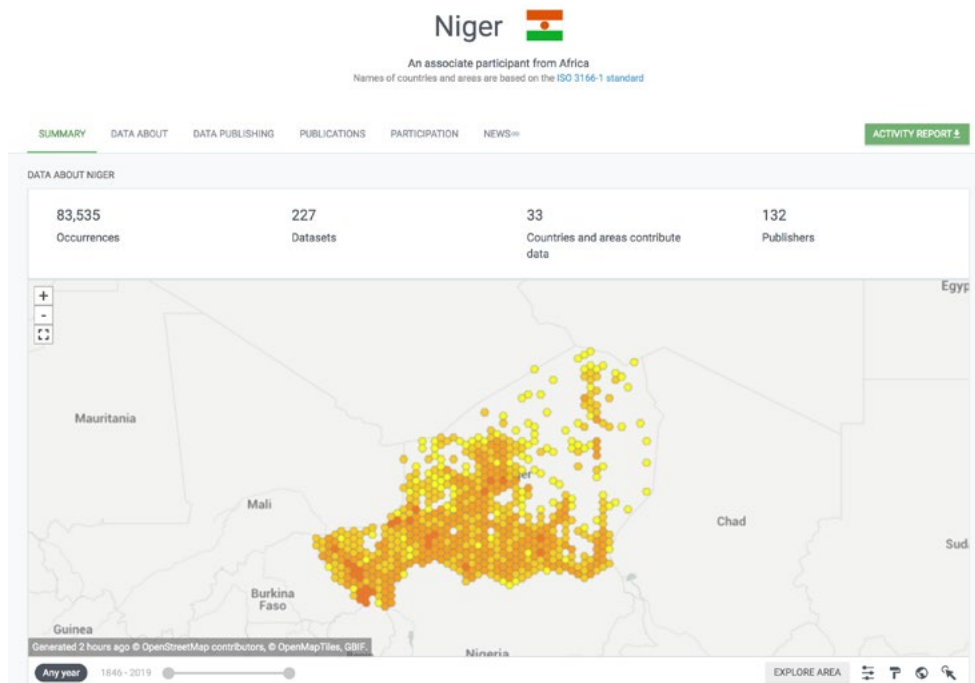 Niger
An associate participant from Africa
Names of countries and areas are based on the ISO 3166-1 standard
SUMMARY DATA ABOUT DATA PUBLISHING PUBLICATIONS PARTICIPATION NEWS
ACTIVITY REPORT
DATA ABOUT NIGER
83,535 227 33 132
Occurrences Datasets Countries and areas contribute Publishers
data
+
-
Egyp
Mauritania
ger
Mali
Chad
Sud
Burkina
Faso
Guinea
Nigeria
Generated 2 hours ago © OpenStreetMap contributors, © OpenMapTiles, GBIF.
Any year 1846 - 2019 EXPLORE AREA